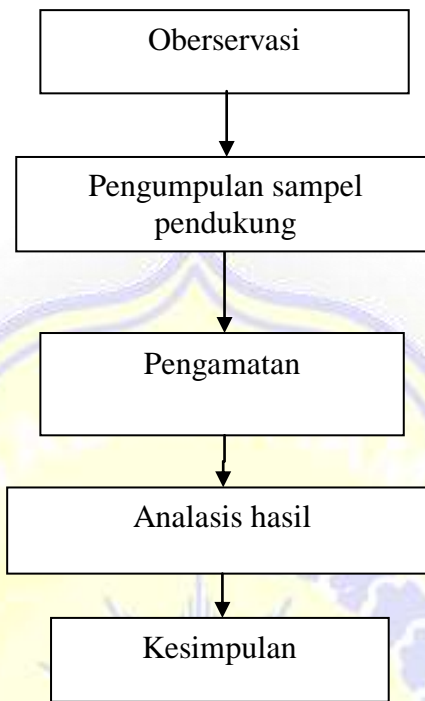 Oberservasi
Pengumpulan sampel
pendukung
Pengamatan
Analasis hasil
Kesimpulan